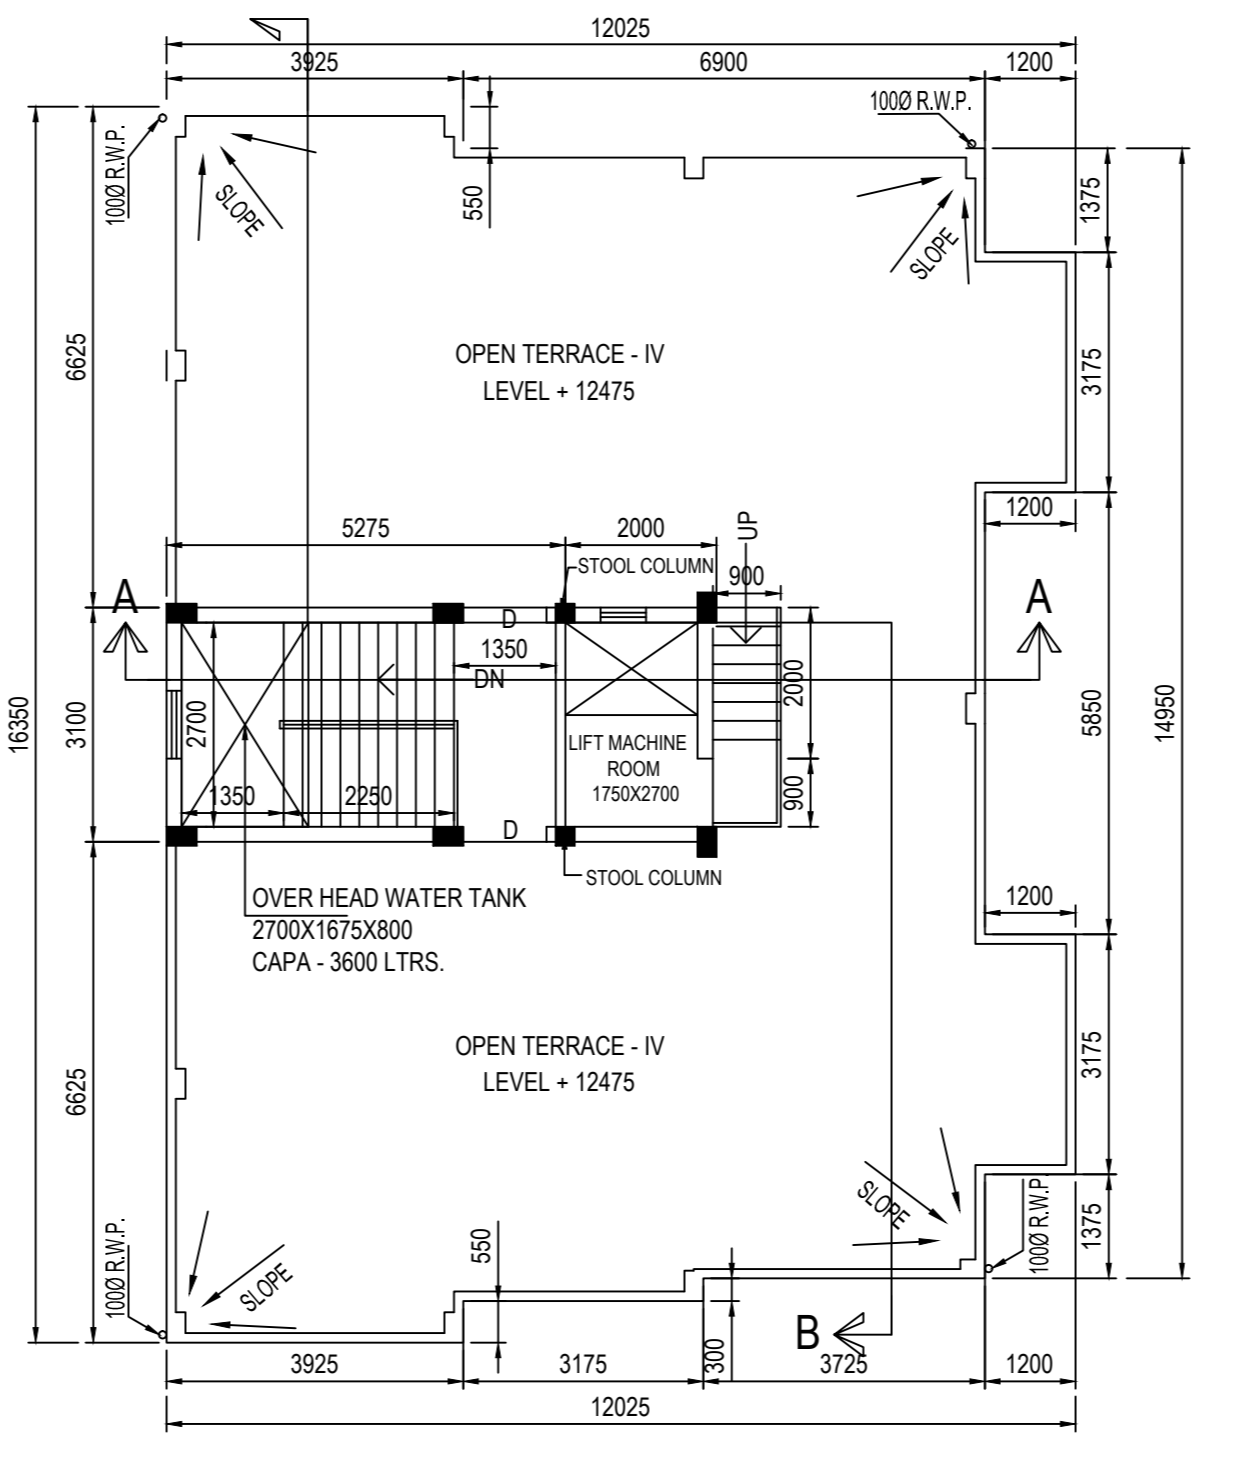 12025
3925
6900
1200
100Ø R.W.P.
100Ø R.W.P.
550
SLOPE
SLOPE
1375
3175
6625
OPEN TERRACE - IV
LEVEL + 12475
1200
5275
2000
UP
STOOL COLUMN
900
A
A
D
1350
DN
2000
2700
16350
3100
5850
14950
LIFT MACHINE
ROOM
1750X2700
1350
2250
900
D
STOOL COLUMN
OVER HEAD WATER TANK
2700X1675X800
CAPA - 3600 LTRS.
1200
OPEN TERRACE - IV
LEVEL + 12475
3175
6625
SLOPE
100Ø R.W.P.
1375
100Ø R.W.P.
SLOPE
550
B
300
3925
3175
3725
1200
12025